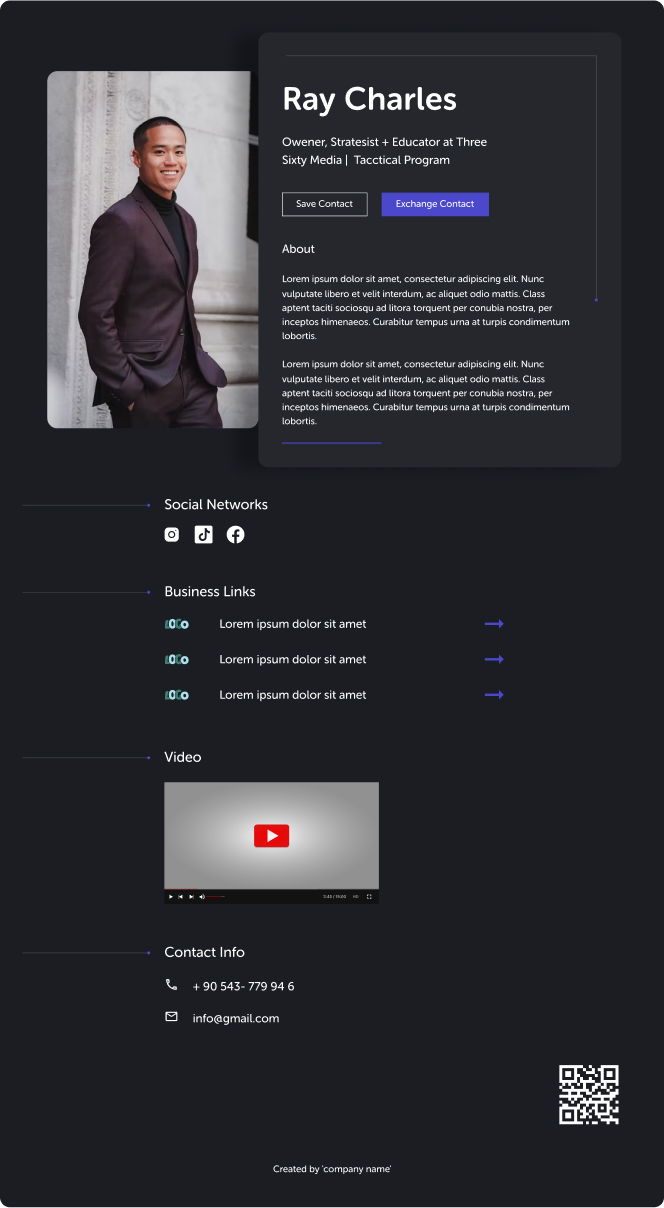 Ray Charles
Owener, Stratesist + Educator at Three
Sixty Media | Tacctical Program
Save Contact
Exchange Contact
About
Lorem ipsum dolor sit amet, consectetur adipiscing elit. Nunc
vulputate libero et velit interdum, ac aliquet odio mattis. Class
aptent taciti sociosqu ad litora torquent per conubia nostra, per
inceptos himenaeos. Curabitur tempus urna at turpis condimentum
lobortis.
Lorem ipsum dolor sit amet, consectetur adipiscing elit. Nunc
vulputate libero et velit interdum, ac aliquet odio mattis. Class
aptent taciti sociosqu ad litora torquent per conubia nostra, per
inceptos himenaeos. Curabitur tempus urna at turpis condimentum
lobortis.
Social Networks
Business Links
Lorem ipsum dolor sit amet
Lorem ipsum dolor sit amet
Lorem ipsum dolor sit amet
Video
HD
Contact Info
+ 90 543- 779 94 6
info@gmail.com
Created by 'company name'